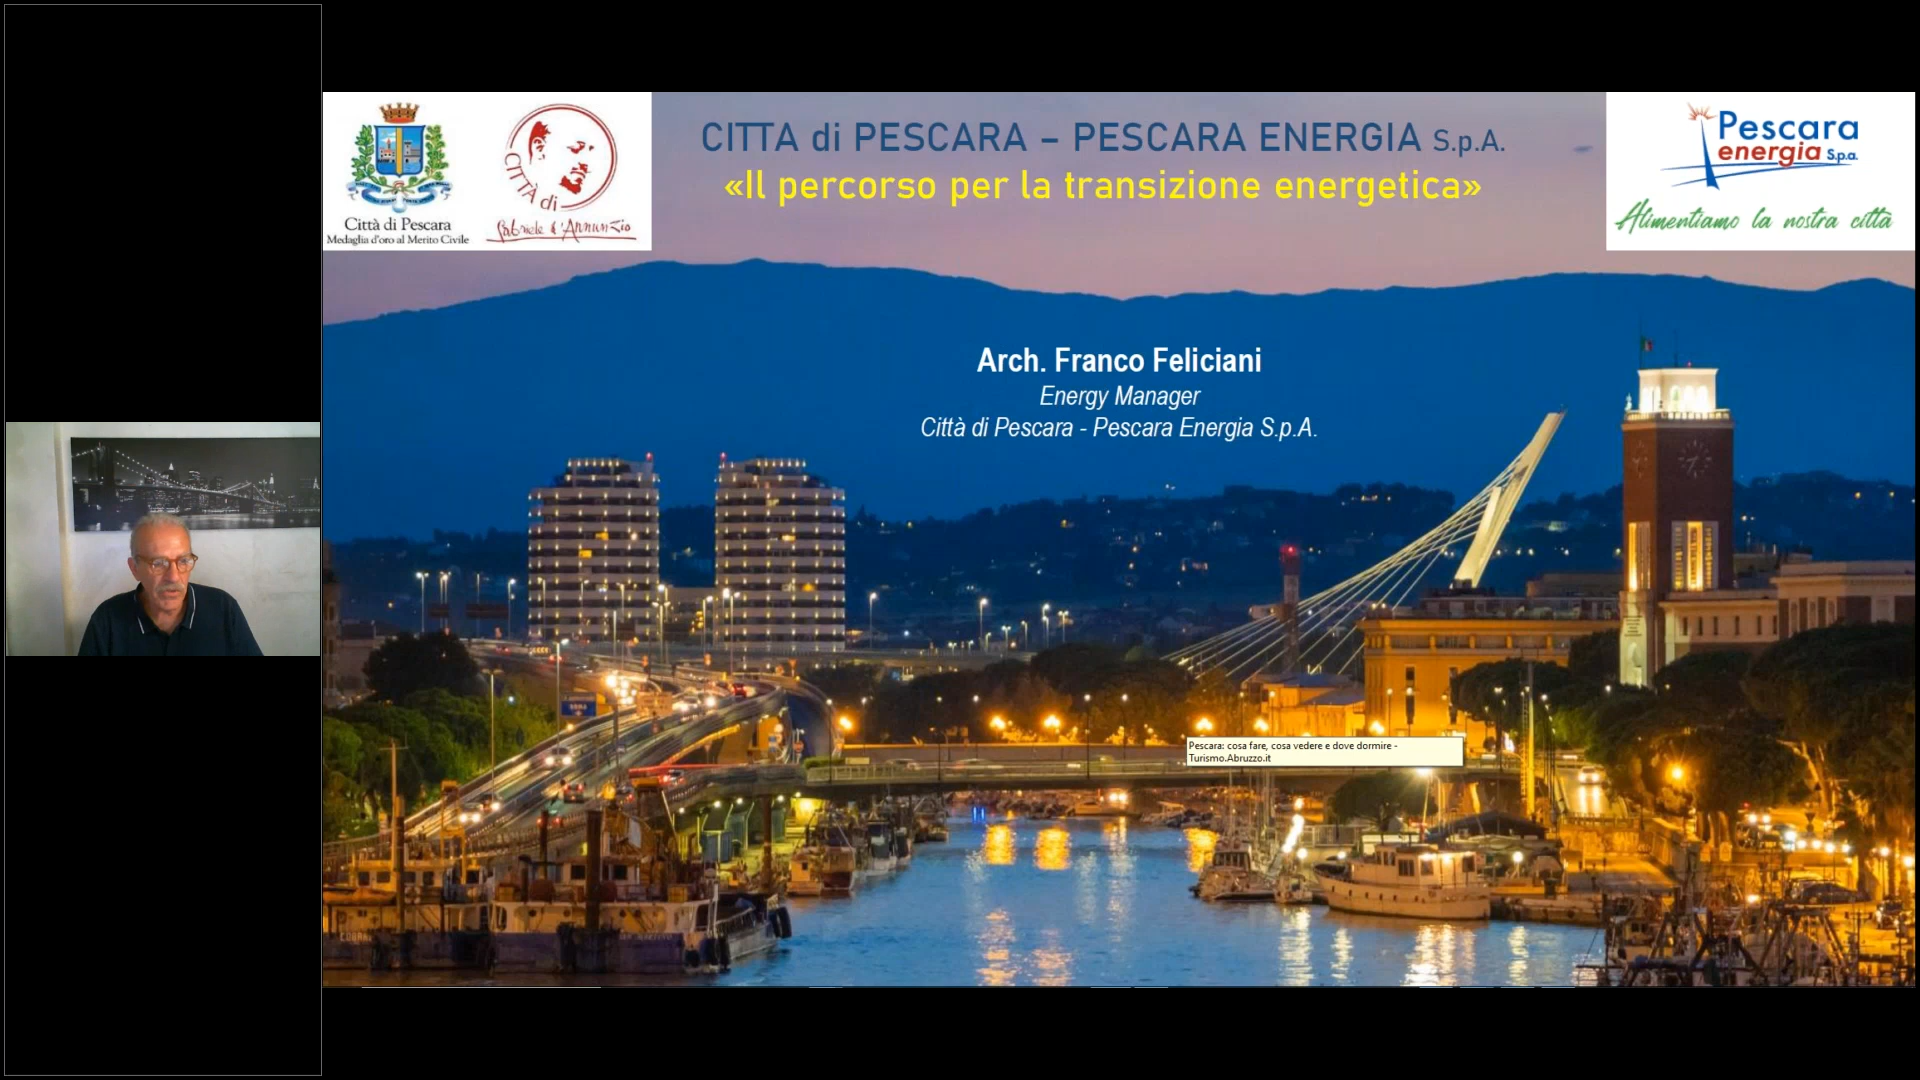 Città di Pescara
Medaglia d'oro al Merito Civile
CITTÀ di
Gabriele d'Annunzio
CITTA di PESCARA – PESCARA ENERGIA S.p.A.
«Il percorso per la transizione energetica»
Pescara
energia S.p.a.
Alimentiamo la nostra città
Arch. Franco Feliciani
Energy Manager
Città di Pescara - Pescara Energia S.p.A.
Pescara: cosa fare, cosa vedere e dove dormire -
Turismo.Abruzzo.it